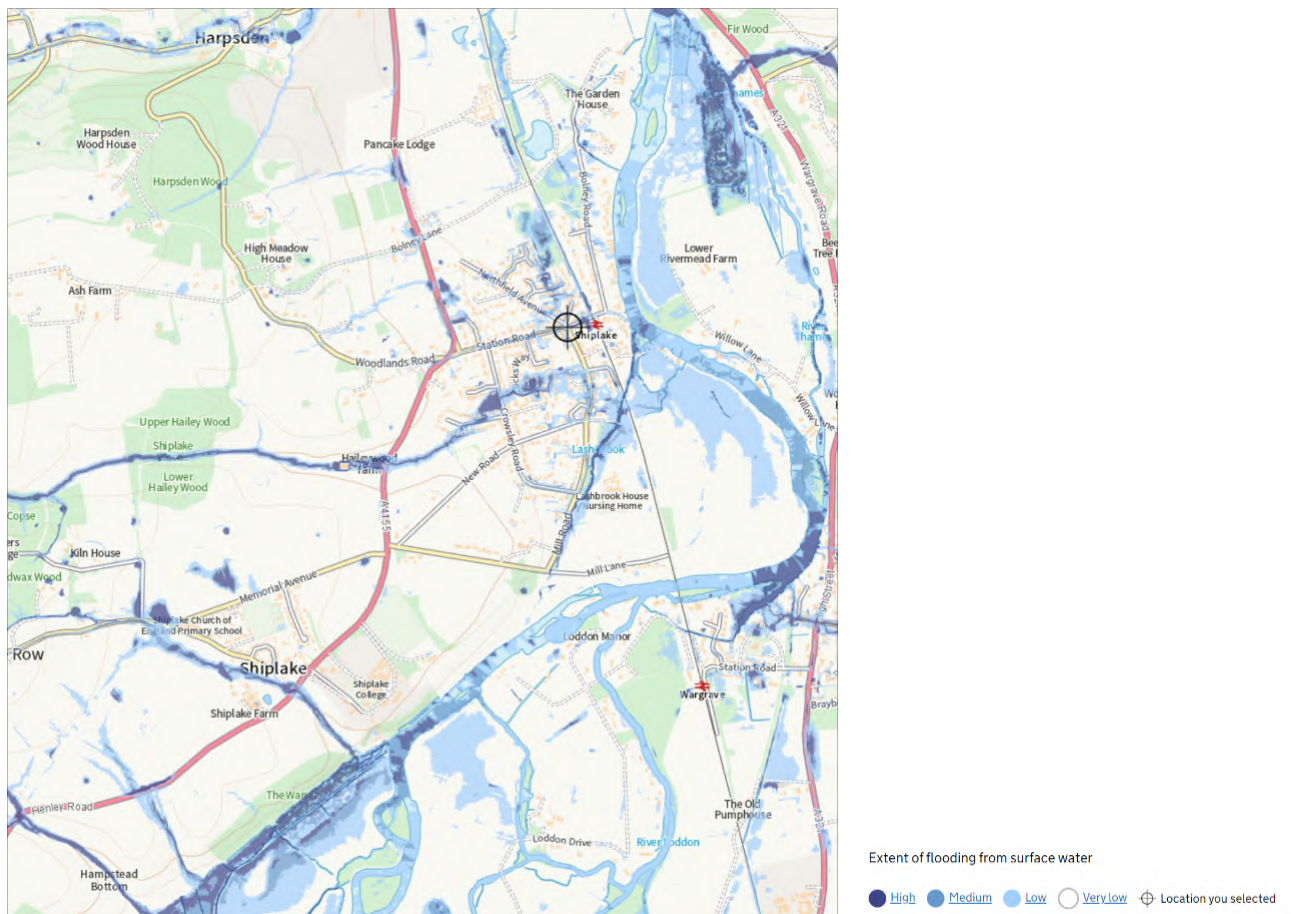 Harpsden
Fir Wood
The Garden
House
Harpsden
Wood House
Pancake Lodge
A321
Harpsden Wood
Bolney Road
Wargrave Road
Bolney Lane
High Meadow
House
Lower
Rivermead Farm
Ash Farm
Northfield Avenue
Station Road
Shiplake
Willow Lane
Woodlands Road
Upper Hailey Wood
Shiplake
Crowsley Road
Willow Lane
Lower
Hailey Wood
New Road
Lashbrook House
Nursing Home
Copse
A4155
Mill Road
Kiln House
Mill Lane
Memorial Avenue
Shiplake Church of
England Primary School
Row
Loddon Manor
Shiplake
Station Road
Shiplake
College
Wargrave
Shiplake Farm
Henley Road
The Old
Pumphouse
Loddon Drive
River Loddon
Hampstead
Bottom
Extent of flooding from surface water
High Medium Low Very low Location you selected